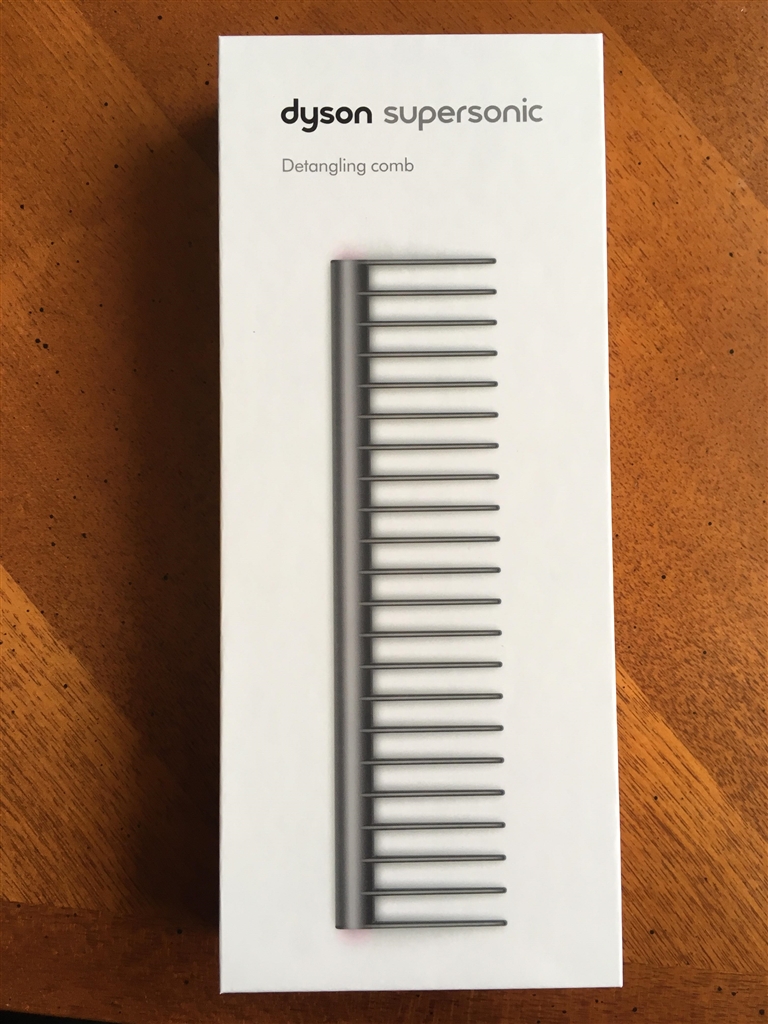 dyson supersonic
Detangling comb